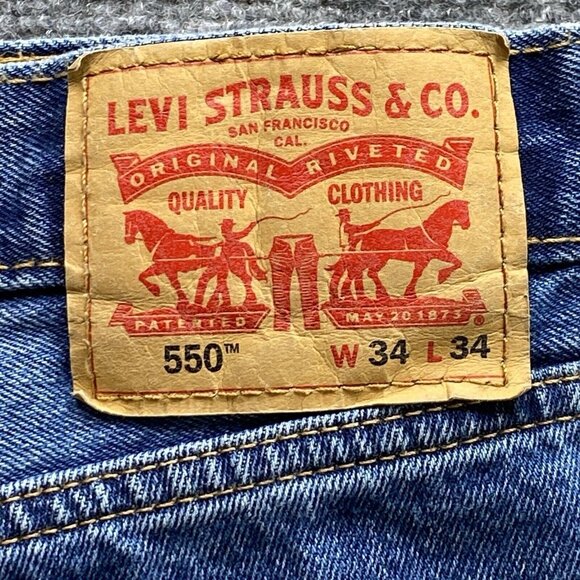 LEVI STRAUSS & CO.
SAN FRANCISCO
CAL.
ORIGINAL RIVETED
QUALITY CLOTHING
PATENTED MAY 20 1873 ®
550™ W 34 L 34